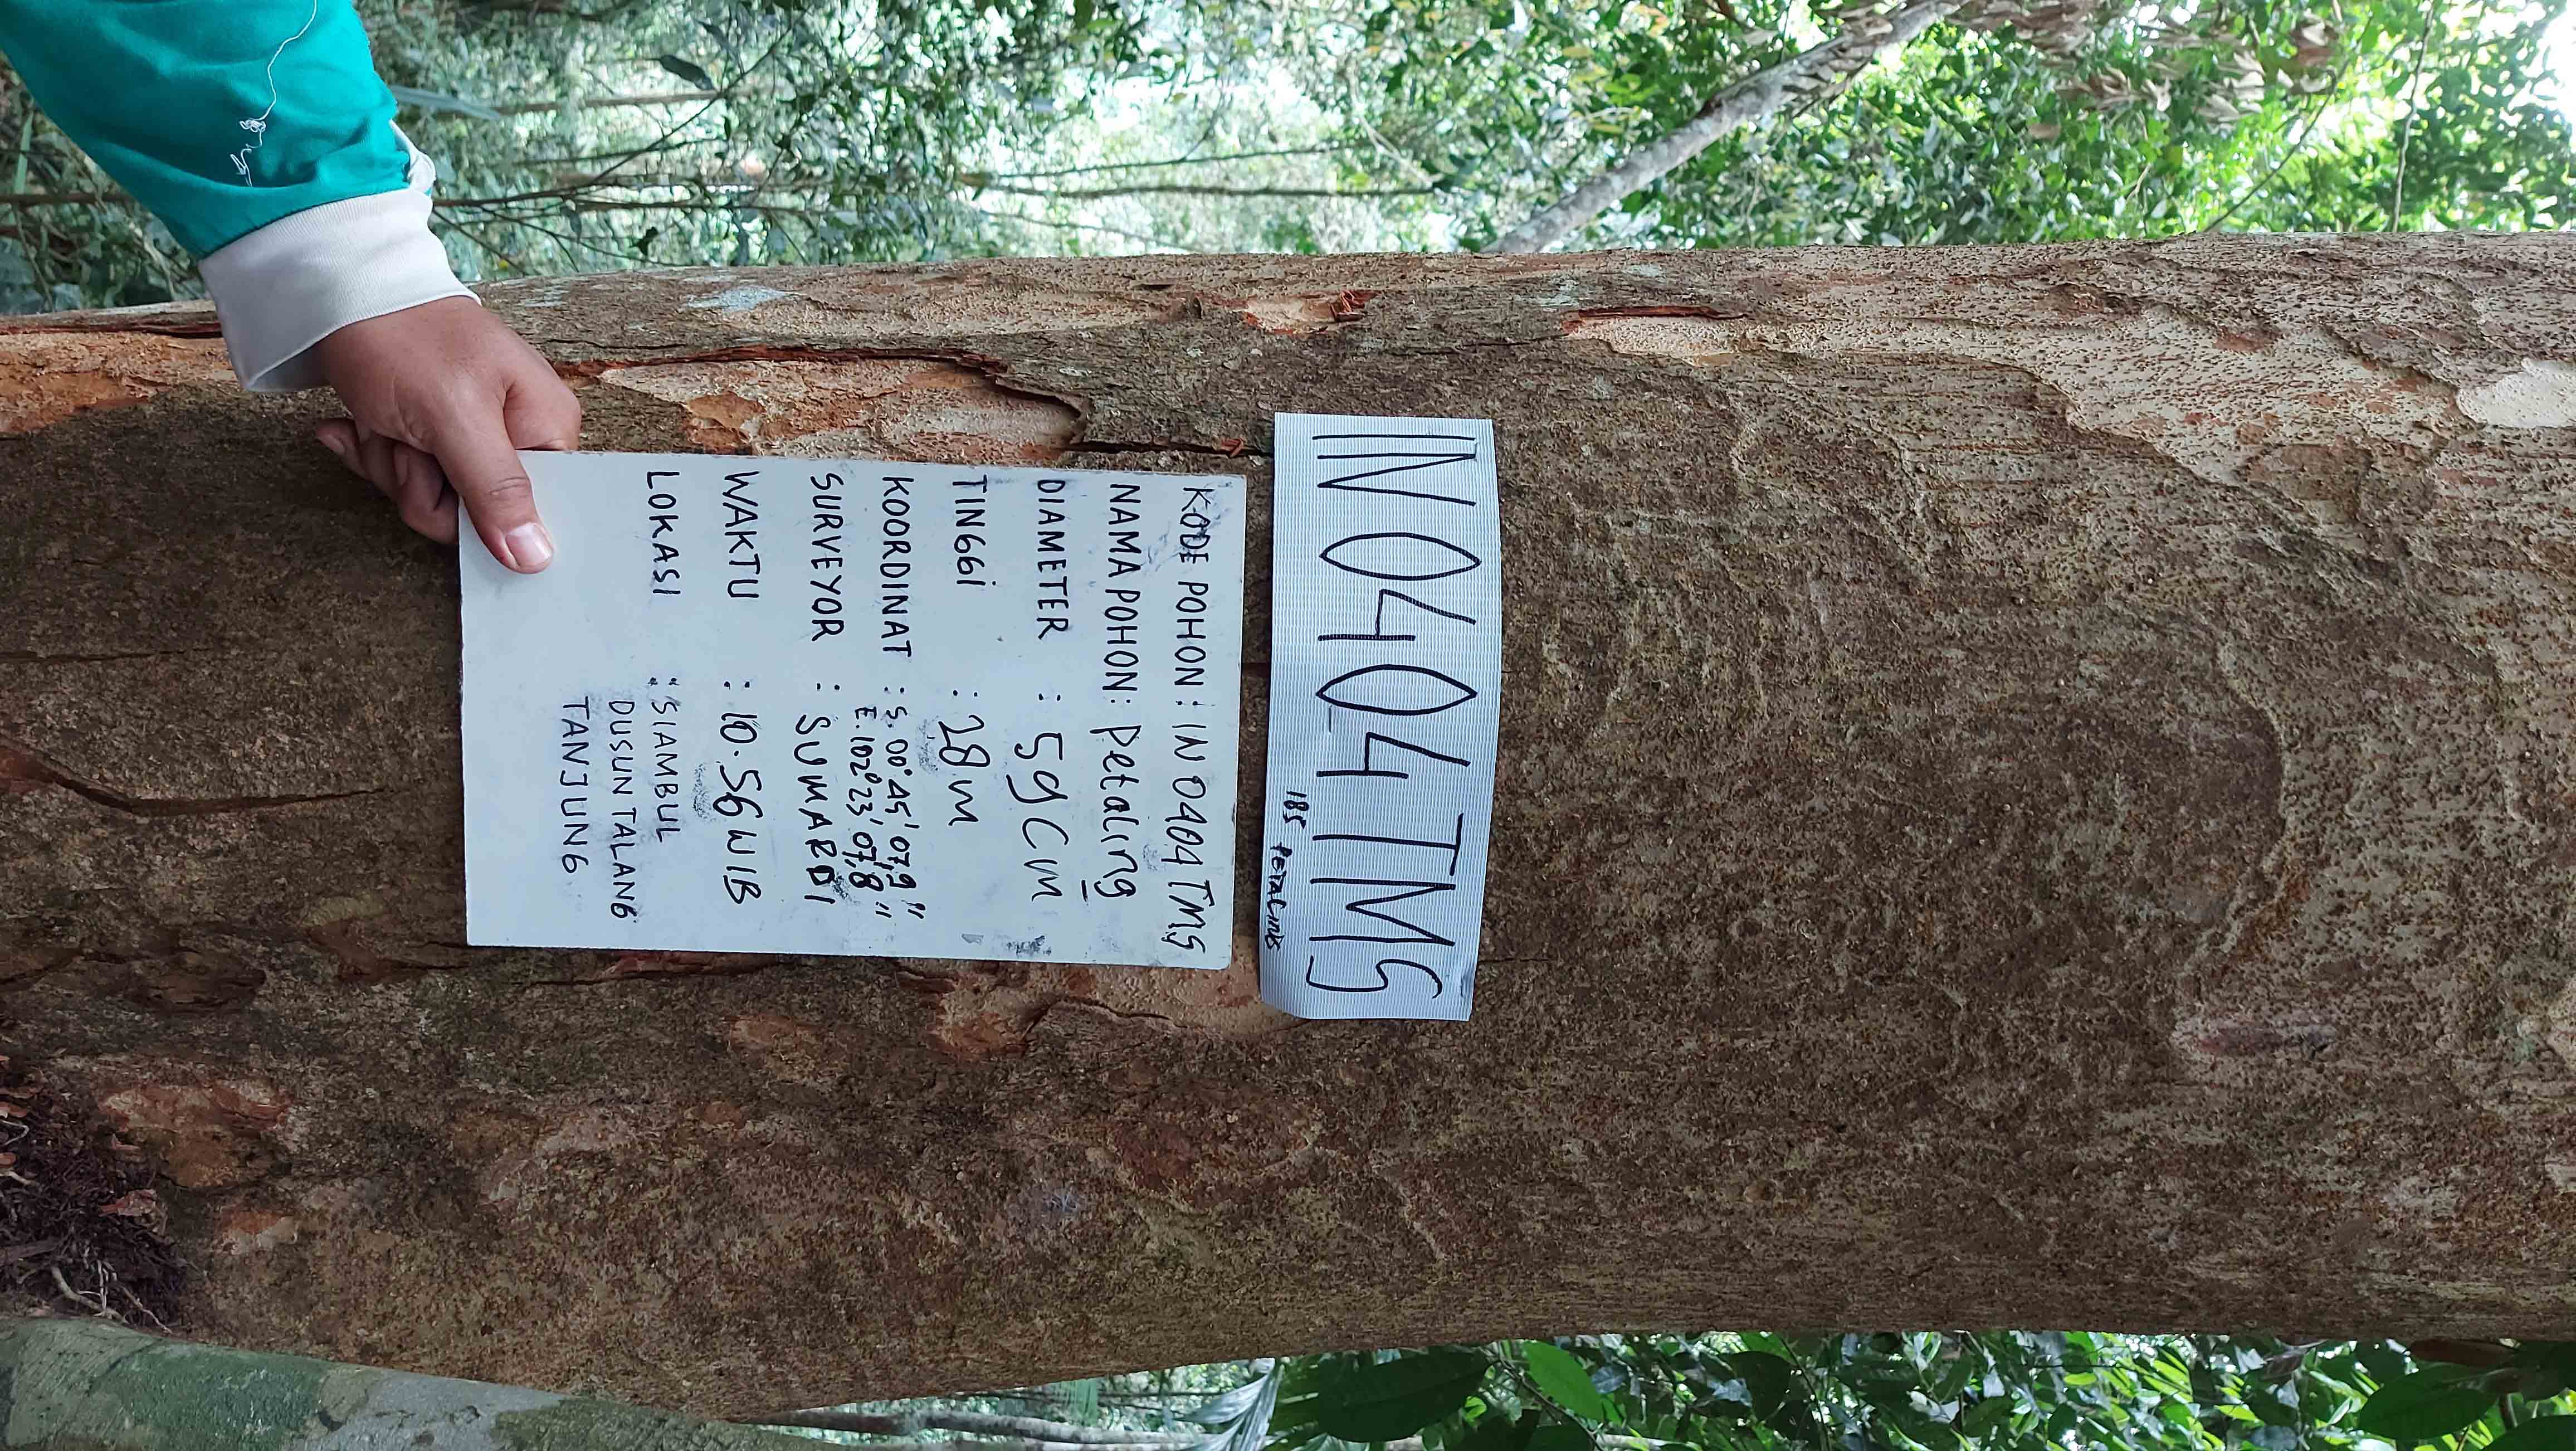 IN 0404 TMS
185 PETALING
KODE POHON : IN 0404 TMS
NAMA POHON : Petaling
DIAMETER : 59 Cm
TINGGi : 28 m
KOORDINAT : S. 00° 45' 07,9"
E. 102° 23' 07,8"
SURVEYOR : SUMARDI
WAKTU : 10.56 WIB
LOKASI : SIAMBUL
DUSUN TALANG
TANJUNG